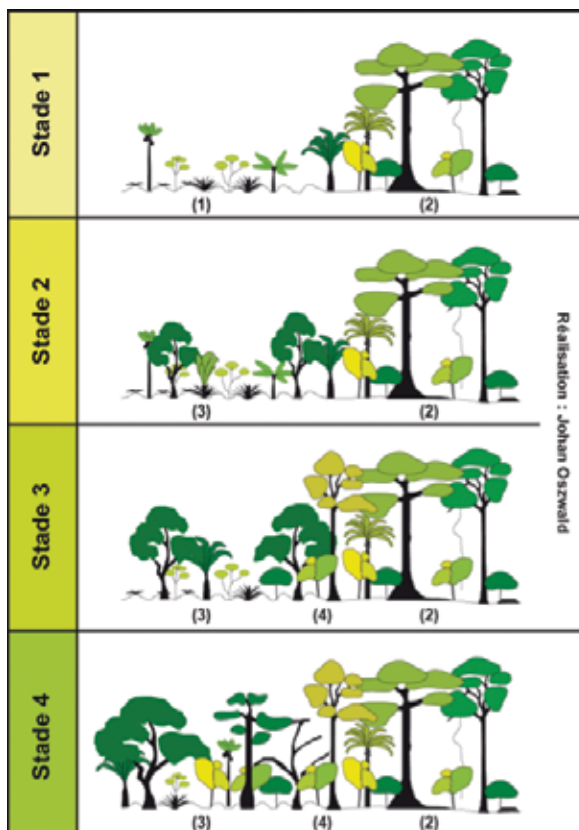 Stade 1
(1) (2)
Stade 2
(3) (2)
Stade 3
(3) (4) (2)
Stade 4
(3) (4) (2)
Réalisation : Johan Oszwald